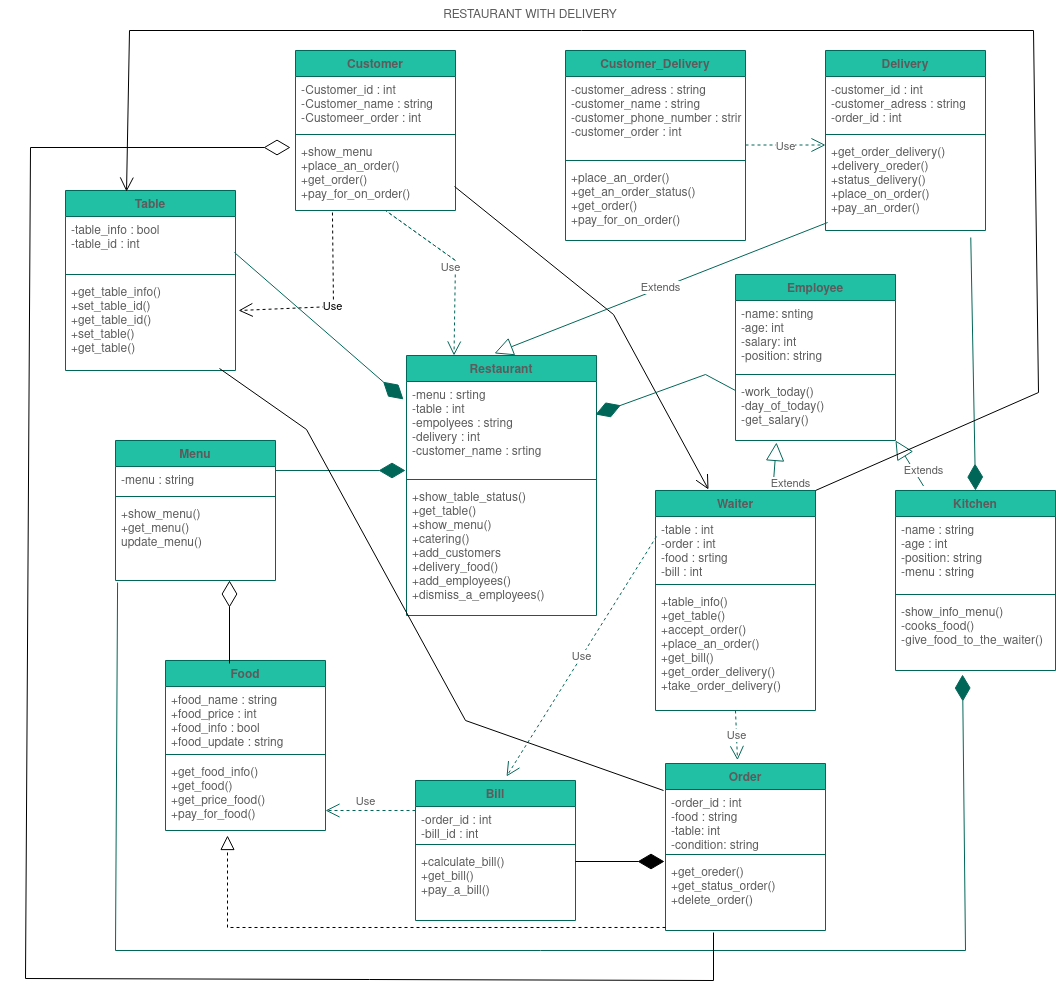 RESTAURANT WITH DELIVERY
Customer
-Customer_id : int
-Customer_name : string
-Customeer_order : int
+show_menu
+place_an_order()
+get_order()
+pay_for_on_order()
Customer_Delivery
-customer_adress : string
-customer_name : string
-customer_phone_number : strir
-customer_order : int
+place_an_order()
+get_an_order_status()
+get_order()
+pay_for_on_order()
Use
Delivery
-customer_id : int
-customer_adress : string
-order_id : int
+get_order_delivery()
+delivery_oreder()
+status_delivery()
+place_on_order()
+pay_an_order()
Table
-table_info : bool
-table_id : int
+get_table_info()
+set_table_id()
+get_table_id()
+set_table()
+get_table()
Use
Use
Extends
Employee
-name: snting
-age: int
-salary: int
-position: string
-work_today()
-day_of_today()
-get_salary()
Restaurant
-menu : srting
-table : int
-empolyees : string
-delivery : int
-customer_name : srting
+show_table_status()
+get_table()
+show_menu()
+catering()
+add_customers
+delivery_food()
+add_employees()
+dismiss_a_employees()
Menu
-menu : string
+show_menu()
+get_menu()
update_menu()
Extends
Extends
Waiter
-table : int
-order : int
-food : srting
-bill : int
+table_info()
+get_table()
+accept_order()
+place_an_order()
+get_bill()
+get_order_delivery()
+take_order_delivery()
Kitchen
-name : string
-age : int
-position: string
-menu : string
-show_info_menu()
-cooks_food()
-give_food_to_the_waiter()
Use
Use
Food
+food_name : string
+food_price : int
+food_info : bool
+food_update : string
+get_food_info()
+get_food()
+get_price_food()
+pay_for_food()
Use
Bill
-order_id : int
-bill_id : int
+calculate_bill()
+get_bill()
+pay_a_bill()
Order
-order_id : int
-food : string
-table: int
-condition: string
+get_oreder()
+get_status_order()
+delete_order()